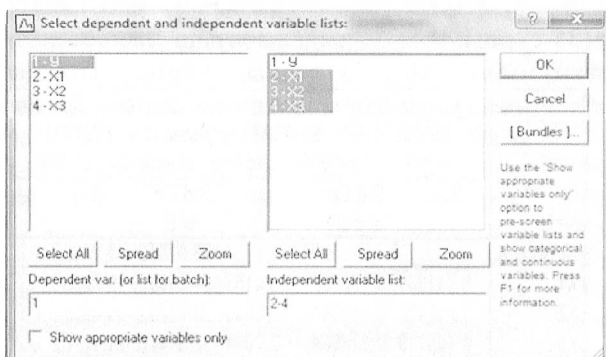 Select dependent and independent variable lists:
1 - y
2 - X1
3 - X2
4 - X3
1 - y
2 - X1
3 - X2
4 - X3
OK
Cancel
[ Bundles ]...
Use the "Show
appropriate
variables only"
option to
pre-screen
variable lists and
show categorical
and continuous
variables. Press
F1 for more
information.
Select All
Spread
Zoom
Select All
Spread
Zoom
Dependent var. (or list for batch):
Independent variable list:
1
2-4
Show appropriate variables only